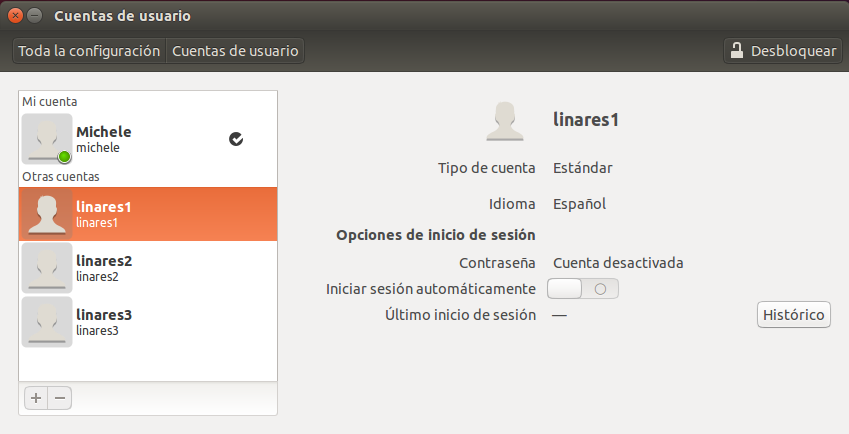 Cuentas de usuario
Toda la configuración Cuentas de usuario Desbloquear
Mi cuenta
Michele
michele
Otras cuentas
linares1
linares1
linares2
linares2
linares3
linares3
linares1
Tipo de cuenta Estándar
Idioma Español
Opciones de inicio de sesión
Contraseña Cuenta desactivada
Iniciar sesión automáticamente
Último inicio de sesión — Histórico